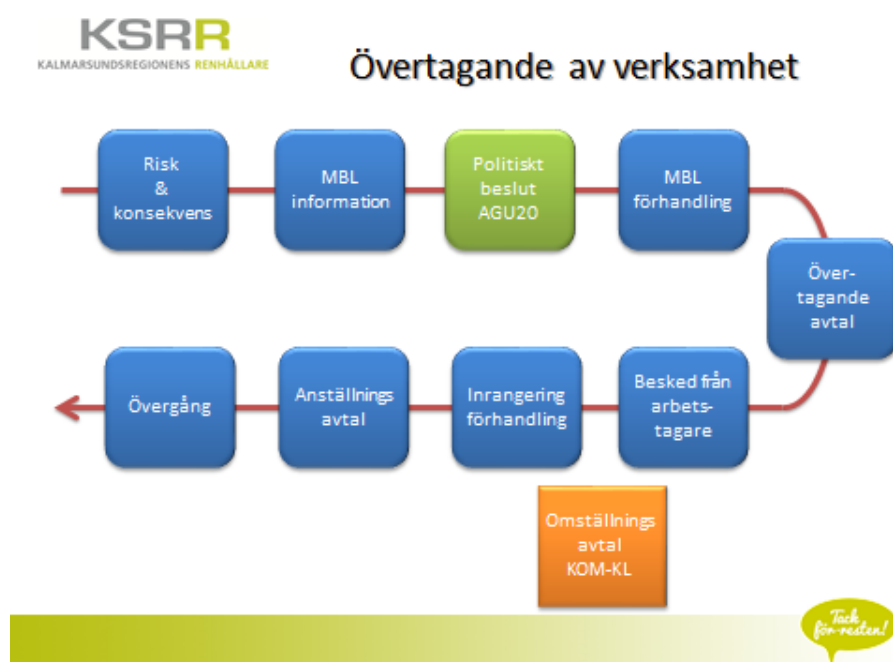 KSRR
KALMARSUNDSREGIONENS RENHÅLLARE
Övertagande av verksamhet
Risk
&
konsekvens
MBL
information
Politiskt
beslut
AGU20
MBL
förhandling
Över-
tagande
avtal
Övergång
Anställnings
avtal
Inrangering
förhandling
Besked från
arbets-
tagare
Omställnings
avtal
KOM-KL
Tack
för-resten!